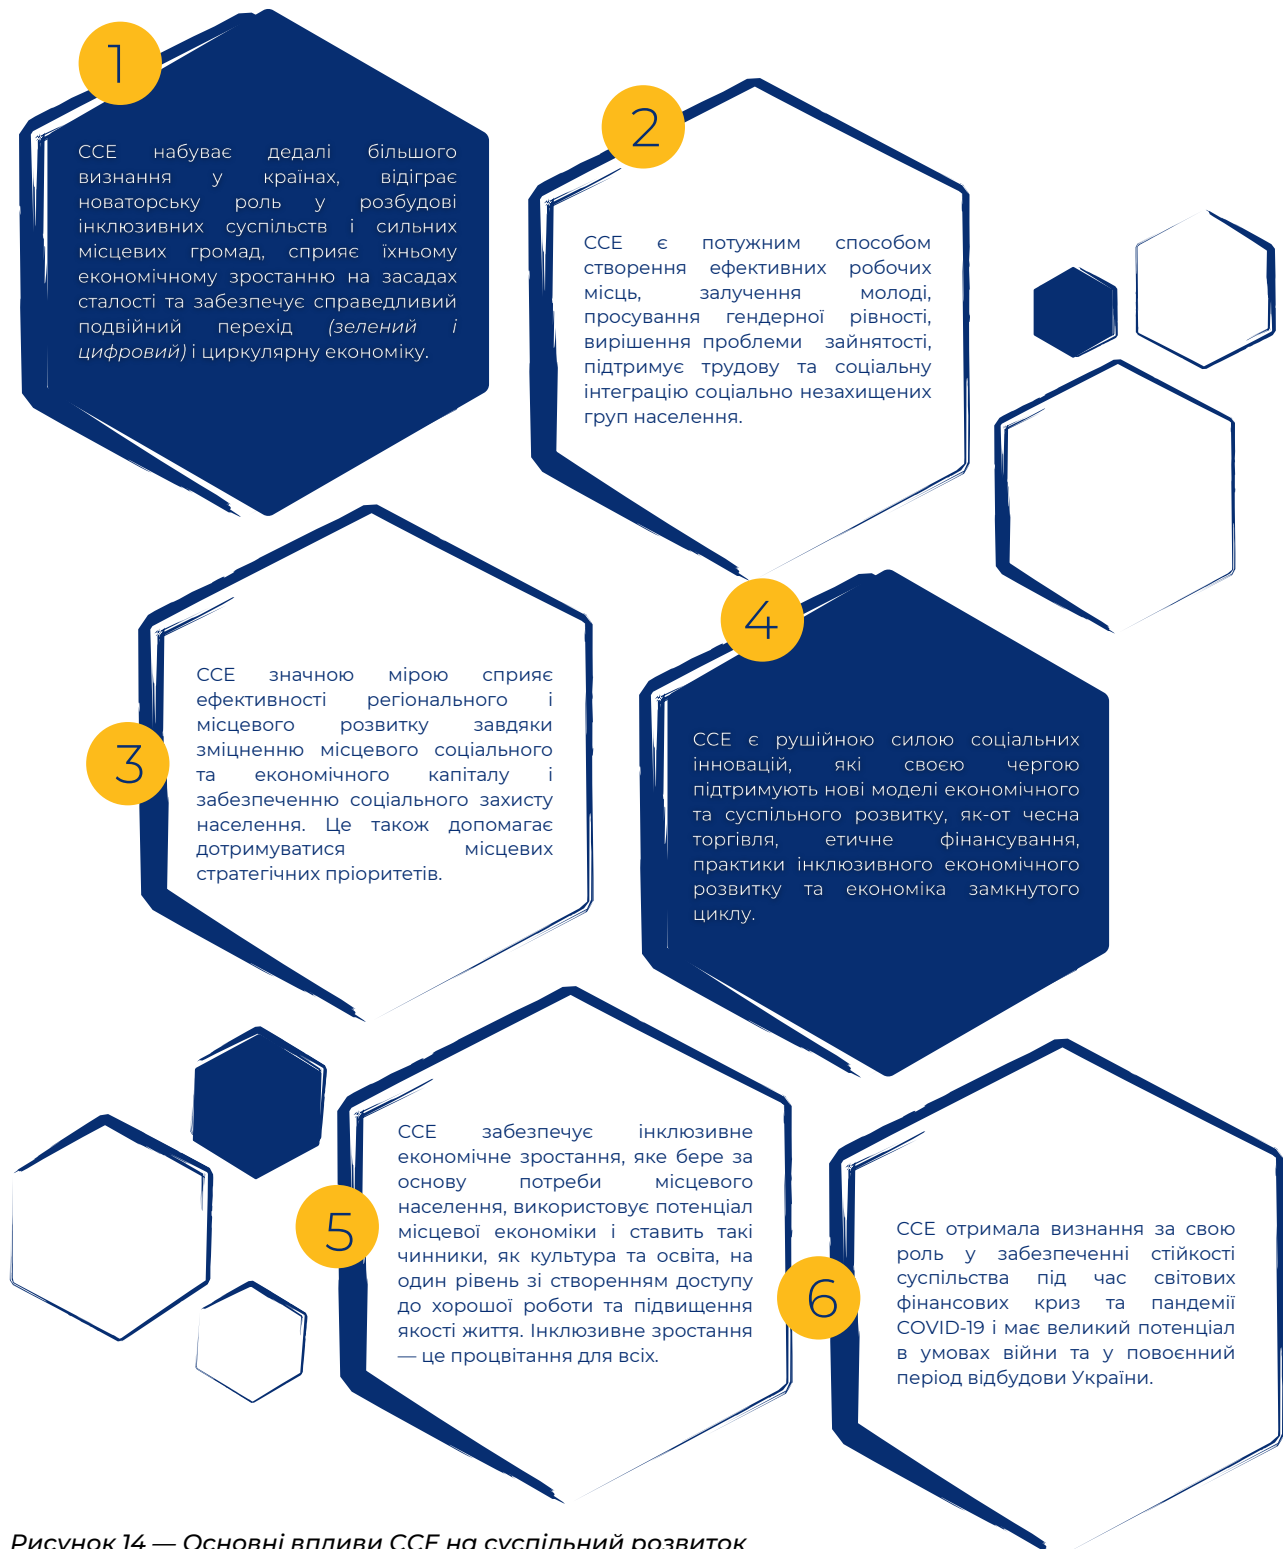 1
ССЕ набуває дедалі більшого
визнання у країнах, відіграє
новаторську роль у розбудові
інклюзивних суспільств і сильних
місцевих громад, сприяє їхньому
економічному зростанню на засадах
сталості та забезпечує справедливий
подвійний перехід (зелений і
цифровий) і циркулярну економіку.
2
ССЕ є потужним способом
створення ефективних робочих
місць, залучення молоді,
просування гендерної рівності,
вирішення проблеми зайнятості,
підтримує трудову та соціальну
інтеграцію соціально незахищених
груп населення.
3
ССЕ значною мірою сприяє
ефективності регіонального і
місцевого розвитку завдяки
зміцненню місцевого соціального
та економічного капіталу і
забезпеченню соціального захисту
населення. Це також допомагає
дотримуватися місцевих
стратегічних пріоритетів.
4
ССЕ є рушійною силою соціальних
інновацій, які своєю чергою
підтримують нові моделі економічного
та суспільного розвитку, як-от чесна
торгівля, етичне фінансування,
практики інклюзивного економічного
розвитку та економіка замкнутого
циклу.
5
ССЕ забезпечує інклюзивне
економічне зростання, яке бере за
основу потреби місцевого
населення, використовує потенціал
місцевої економіки і ставить такі
чинники, як культура та освіта, на
один рівень зі створенням доступу
до хорошої роботи та підвищення
якості життя. Інклюзивне зростання
— це процвітання для всіх.
6
ССЕ отримала визнання за свою
роль у забезпеченні стійкості
суспільства під час світових
фінансових криз та пандемії
COVID-19 і має великий потенціал
в умовах війни та у повоєнний
період відбудови України.
Рисунок 14 — Основні впливи ССЕ на суспільний розвиток